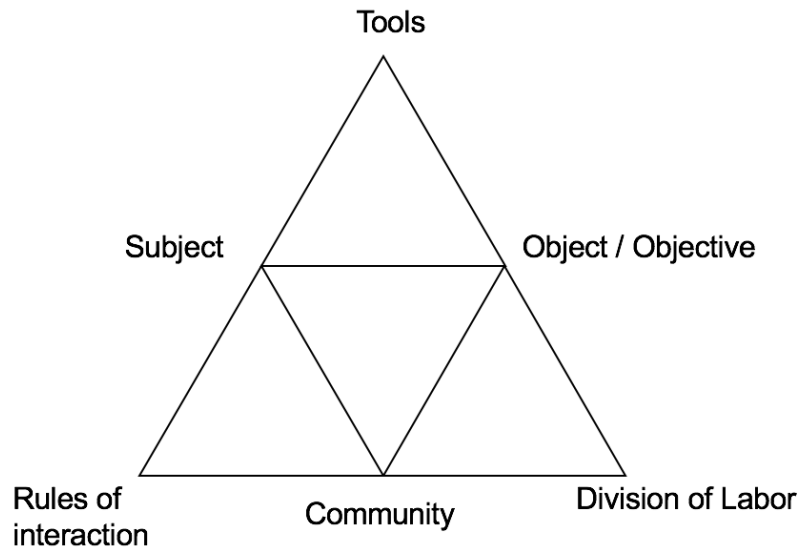 Tools
Subject
Object / Objective
Rules of
interaction
Community
Division of Labor